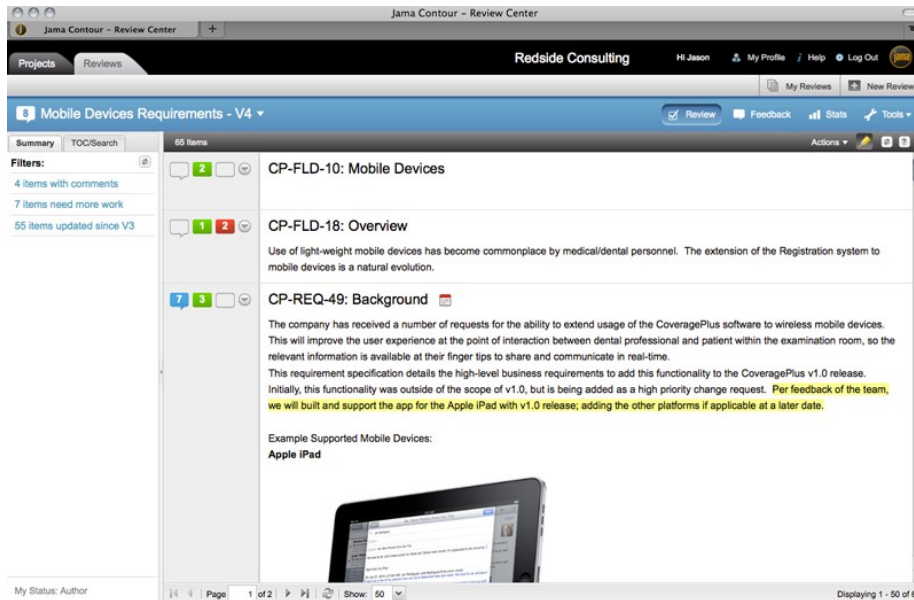 Jama Contour - Review Center
Jama Contour - Review Center +
Projects Reviews Redside Consulting Hi Jason My Profile Help Log Out jama
My Reviews New Review
8 Mobile Devices Requirements - V4 Review Feedback Stats Tools
Summary TOC/Search 65 Items Actions ?
Filters:
4 items with comments
7 items need more work
55 items updated since V3
2 CP-FLD-10: Mobile Devices
1 2 CP-FLD-18: Overview
Use of light-weight mobile devices has become commonplace by medical/dental personnel. The extension of the Registration system to
mobile devices is a natural evolution.
7 3 CP-REQ-49: Background
The company has received a number of requests for the ability to extend usage of the CoveragePlus software to wireless mobile devices.
This will improve the user experience at the point of interaction between dental professional and patient within the examination room, so the
relevant information is available at their finger tips to share and communicate in real-time.
This requirement specification details the high-level business requirements to add this functionality to the CoveragePlus v1.0 release.
Initially, this functionality was outside of the scope of v1.0, but is being added as a high priority change request. Per feedback of the team,
we will built and support the app for the Apple iPad with v1.0 release; adding the other platforms if applicable at a later date.
Example Supported Mobile Devices:
Apple iPad
My Status: Author
Page 1 of 2 Show: 50 Displaying 1 - 50 of 6